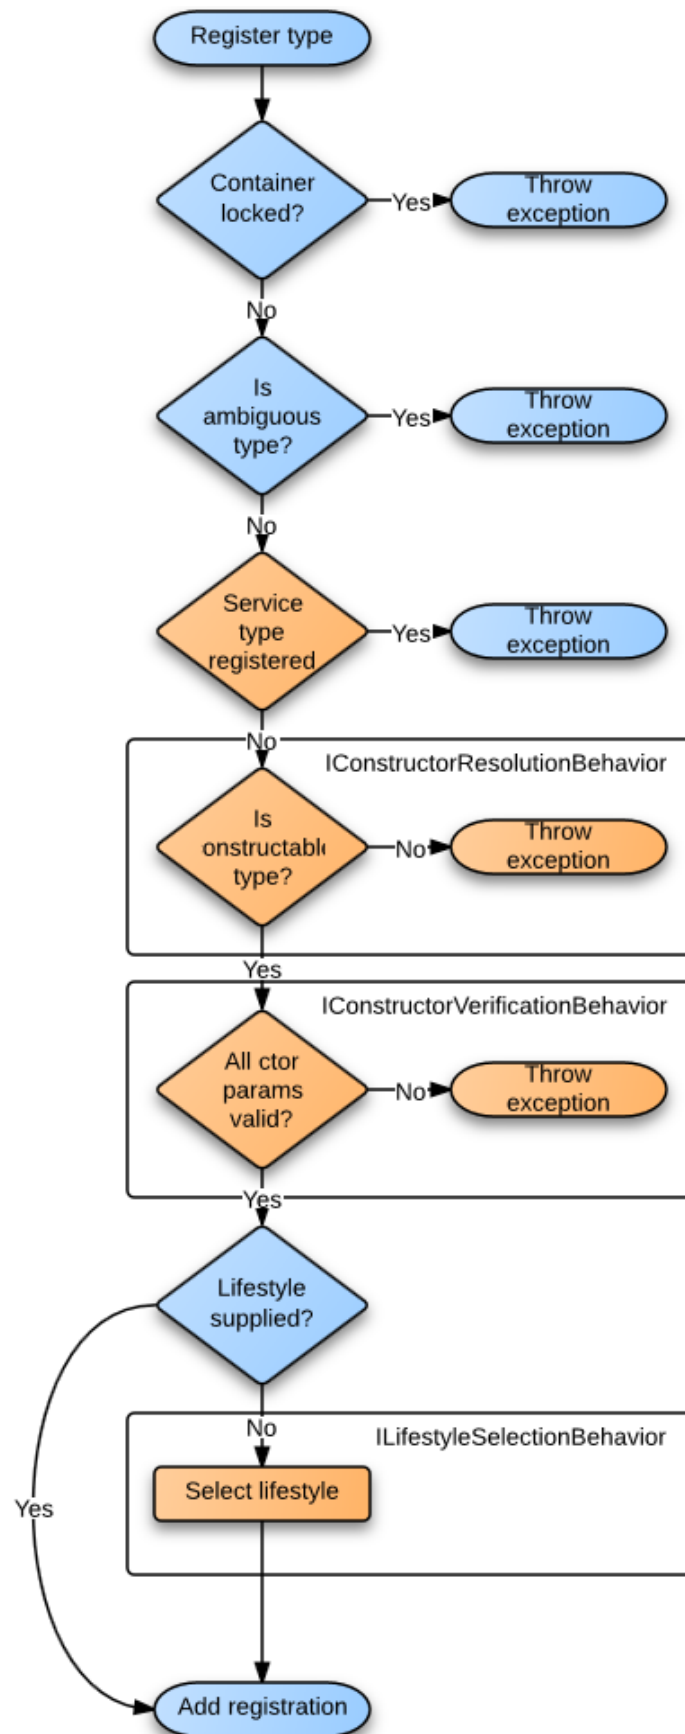 Register type
Container
locked?
Yes
Throw
exception
No
Is
ambiguous
type?
Yes
Throw
exception
No
Service
type
registered
Yes
Throw
exception
No
IConstructorResolutionBehavior
Is
onstructable
type?
No
Throw
exception
Yes
IConstructorVerificationBehavior
All ctor
params
valid?
No
Throw
exception
Yes
Lifestyle
supplied?
No
ILifestyleSelectionBehavior
Select lifestyle
Yes
Add registration